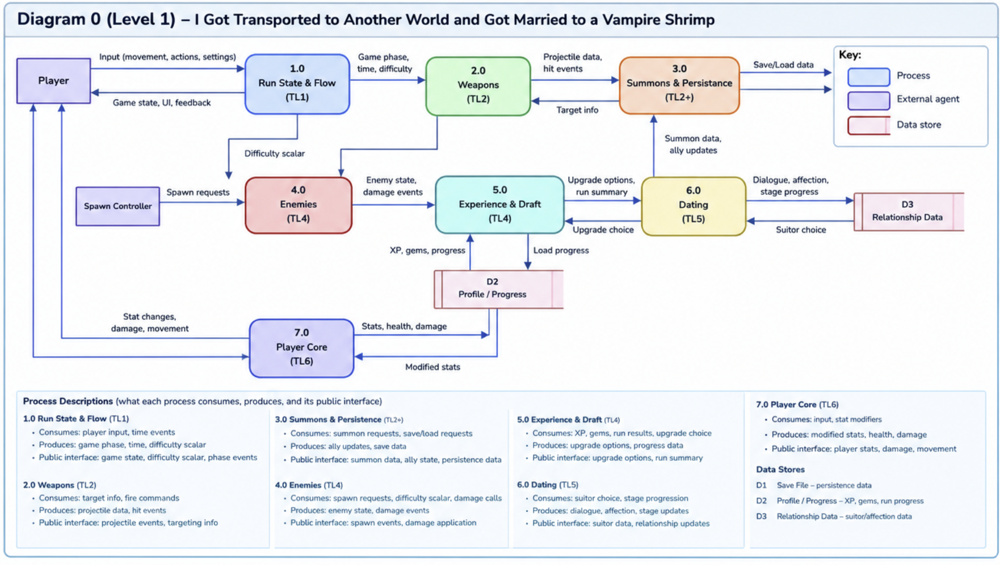 Diagram 0 (Level 1) – I Got Transported to Another World and Got Married to a Vampire Shrimp
Player
Input (movement, actions, settings)
Game state, UI, feedback
1.0
Run State & Flow
(TL1)
Game phase,
time, difficulty
2.0
Weapons
(TL2)
Projectile data,
hit events
Target info
3.0
Summons & Persistance
(TL2+)
Save/Load data
Key:
Process
External agent
Data store
Difficulty scalar
Summon data,
ally updates
Spawn Controller
Spawn requests
4.0
Enemies
(TL4)
Enemy state,
damage events
5.0
Experience & Draft
(TL4)
Upgrade options,
run summary
Upgrade choice
6.0
Dating
(TL5)
Dialogue, affection,
stage progress
Suitor choice
D3
Relationship Data
XP, gems, progress
Load progress
D2
Profile / Progress
Stat changes,
damage, movement
7.0
Player Core
(TL6)
Stats, health, damage
Modified stats
Process Descriptions (what each process consumes, produces, and its public interface)
1.0 Run State & Flow (TL1)
• Consumes: player input, time events
• Produces: game phase, time, difficulty scalar
• Public interface: game state, difficulty scalar, phase events
2.0 Weapons (TL2)
• Consumes: target info, fire commands
• Produces: projectile data, hit events
• Public interface: projectile events, targeting info
3.0 Summons & Persistence (TL2+)
• Consumes: summon requests, save/load requests
• Produces: ally updates, save data
• Public interface: summon data, ally state, persistence data
4.0 Enemies (TL4)
• Consumes: spawn requests, difficulty scalar, damage calls
• Produces: enemy state, damage events
• Public interface: spawn events, damage application
5.0 Experience & Draft (TL4)
• Consumes: XP, gems, run results, upgrade choice
• Produces: upgrade options, progress data
• Public interface: upgrade options, run summary
6.0 Dating (TL5)
• Consumes: suitor choice, stage progression
• Produces: dialogue, affection, stage updates
• Public interface: suitor data, relationship updates
7.0 Player Core (TL6)
• Consumes: input, stat modifiers
• Produces: modified stats, health, damage
• Public interface: player stats, damage, movement
Data Stores
D1 Save File – persistence data
D2 Profile / Progress – XP, gems, run progress
D3 Relationship Data – suitor/affection data